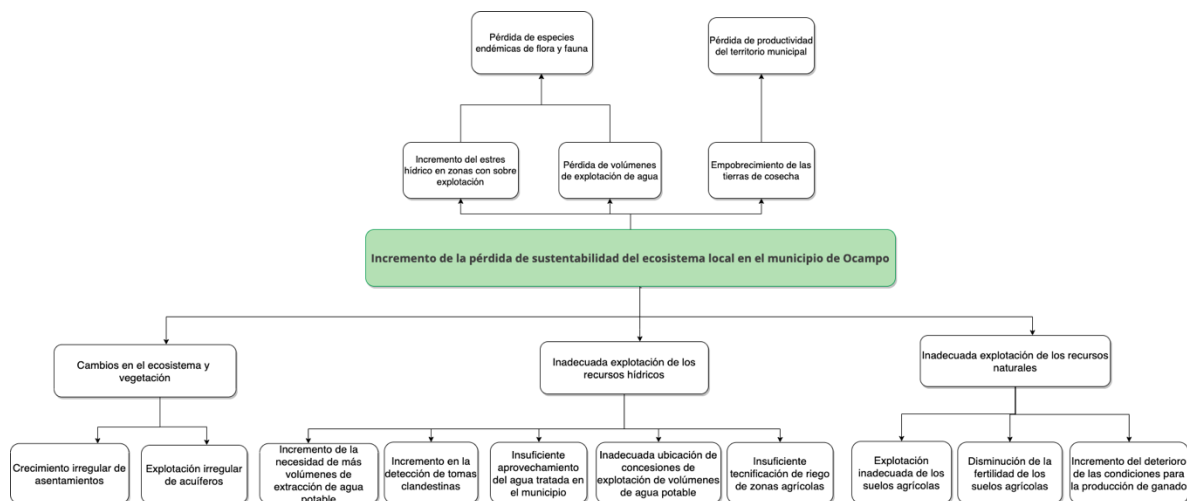 Pérdida de especies
endémicas de flora y fauna
Pérdida de productividad
del territorio municipal
Incremento del estres
hídrico en zonas con sobre
explotación
Pérdida de volúmenes
de explotación de agua
Empobrecimiento de las
tierras de cosecha
Incremento de la pérdida de sustentabilidad del ecosistema local en el municipio de Ocampo
Cambios en el ecosistema y
vegetación
Inadecuada explotación de los
recursos hídricos
Inadecuada explotación de los recursos
naturales
Crecimiento irregular de
asentamientos
Explotación irregular
de acuíferos
Incremento de la
necesidad de más
volúmenes de
extracción de agua
potable
Incremento en la
detección de tomas
clandestinas
Insuficiente
aprovechamiento
del agua tratada en
el municipio
Inadecuada ubicación de
concesiones de
explotación de volúmenes
de agua potable
Insuficiente
tecnificación de riego
de zonas agrícolas
Explotación
inadecuada de los
suelos agrícolas
Disminución de la
fertilidad de los
suelos agrícolas
Incremento del deterioro
de las condiciones para
la producción de ganado